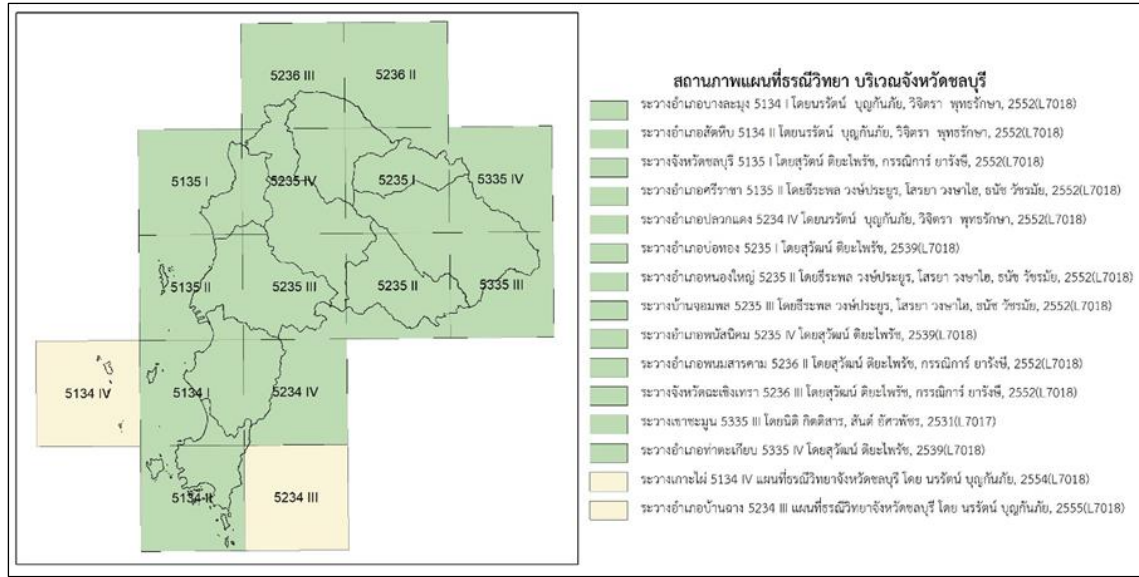 5236 III 5236 II
5135 I 5235 IV 5235 I 5335 IV
5135 II 5235 III 5235 II 5335 III
5134 IV 5134 I 5234 IV
5134 II 5234 III
สถานภาพแผนที่ธรณีวิทยา บริเวณจังหวัดชลบุรี
ระวางอำเภอบางละมุง 5134 I โดยนรรัตน์ บุญกันภัย, วิจิตรา พุทธรักษา, 2552(L7018)
ระวางอำเภอสัตหีบ 5134 II โดยนรรัตน์ บุญกันภัย, วิจิตรา พุทธรักษา, 2552(L7018)
ระวางจังหวัดชลบุรี 5135 I โดยสุวัตน์ ติยะไพรัช, กรรณิการ์ ยารังษี, 2552(L7018)
ระวางอำเภอศรีราชา 5135 II โดยธีระพล วงษ์ประยูร, โสรยา วงษาไฮ, ธนัช วัชรมัย, 2552(L7018)
ระวางอำเภอปลวกแดง 5234 IV โดยนรรัตน์ บุญกันภัย, วิจิตรา พุทธรักษา, 2552(L7018)
ระวางอำเภอบ่อทอง 5235 I โดยสุวัฒน์ ติยะไพรัช, 2539(L7018)
ระวางอำเภอหนองใหญ่ 5235 II โดยธีระพล วงษ์ประยูร, โสรยา วงษาไฮ, ธนัช วัชรมัย, 2552(L7018)
ระวางบ้านจอมพล 5235 III โดยธีระพล วงษ์ประยูร, โสรยา วงษาไฮ, ธนัช วัชรมัย, 2552(L7018)
ระวางอำเภอพนัสนิคม 5235 IV โดยสุวัฒน์ ติยะไพรัช, 2539(L7018)
ระวางอำเภอพนมสารคาม 5236 II โดยสุวัฒน์ ติยะไพรัช, กรรณิการ์ ยารังษี, 2552(L7018)
ระวางจังหวัดฉะเชิงเทรา 5236 III โดยสุวัฒน์ ติยะไพรัช, กรรณิการ์ ยารังษี, 2552(L7018)
ระวางเขาชะมูน 5335 III โดยนิติ กิตติสาร, สันต์ อัศวพัชร, 2531(L7017)
ระวางอำเภอท่าตะเกียบ 5335 IV โดยสุวัฒน์ ติยะไพรัช, 2539(L7018)
ระวางเกาะไผ่ 5134 IV แผนที่ธรณีวิทยาจังหวัดชลบุรี โดย นรรัตน์ บุญกันภัย, 2554(L7018)
ระวางอำเภอบ้านฉาง 5234 III แผนที่ธรณีวิทยาจังหวัดชลบุรี โดย นรรัตน์ บุญกันภัย, 2555(L7018)